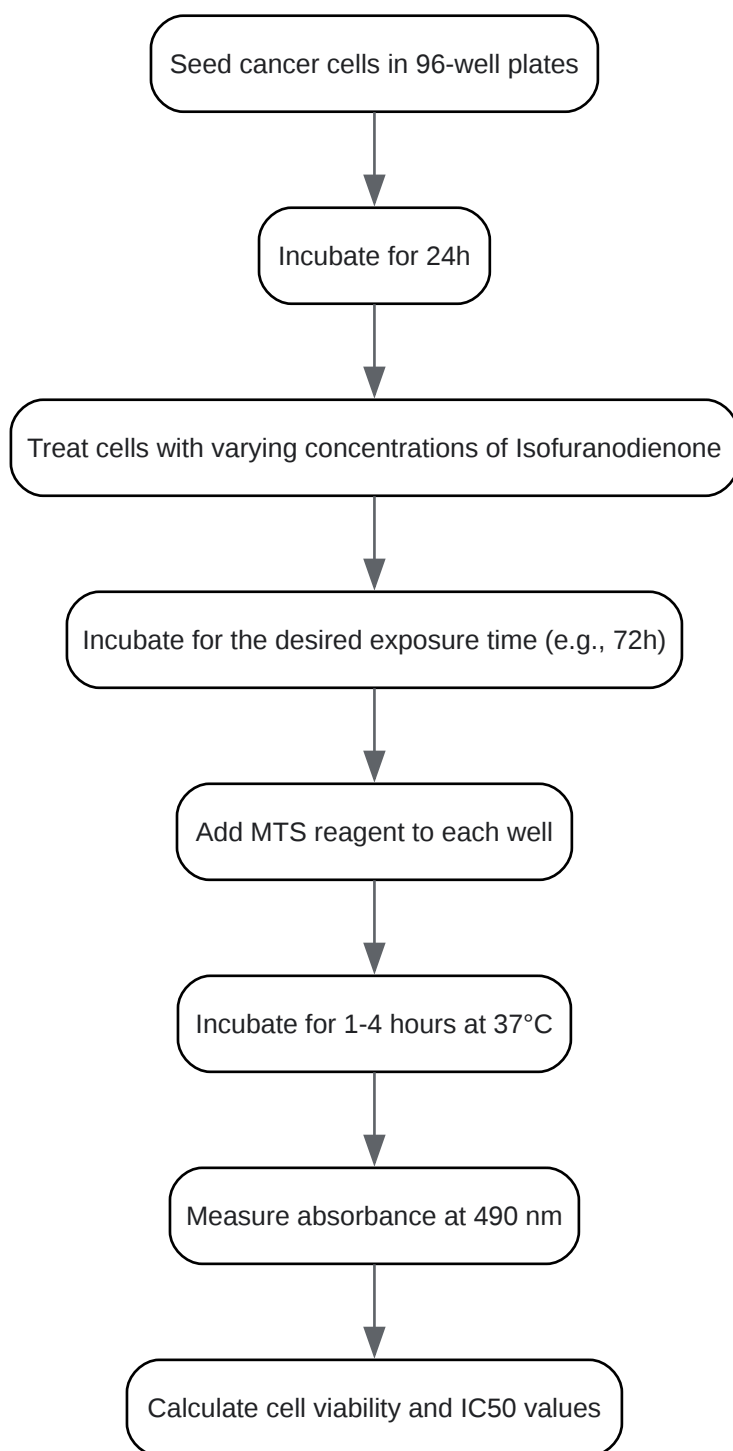 Seed cancer cells in 96-well plates
Incubate for 24h
Treat cells with varying concentrations of Isofuranodienone
Incubate for the desired exposure time (e.g., 72h)
Add MTS reagent to each well
Incubate for 1-4 hours at 37°C
Measure absorbance at 490 nm
Calculate cell viability and IC50 values